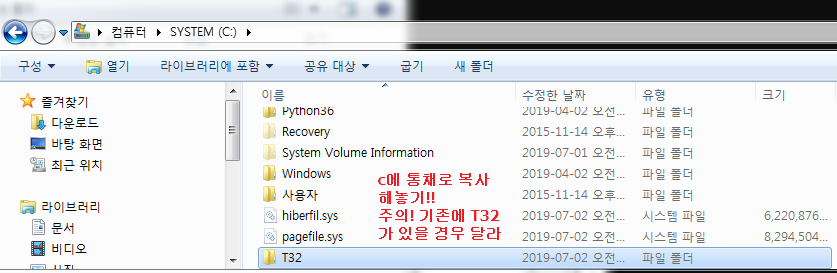 컴퓨터 ▸ SYSTEM (C:) ▸
구성 ▼ 열기 라이브러리에 포함 ▼ 공유 대상 ▼ 굽기 새 폴더
즐겨찾기
다운로드
바탕 화면
최근 위치
라이브러리
문서
비디오
이름 수정한 날짜 유형 크기
Python36 2019-04-02 오전... 파일 폴더
Recovery 2015-11-14 오후... 파일 폴더
System Volume Information 2019-07-01 오전... 파일 폴더
Windows 2019-04-02 오전... 파일 폴더
사용자 2015-11-14 오후... 파일 폴더
hiberfil.sys 2019-07-02 오전... 시스템 파일 6,220,876...
pagefile.sys 2019-07-02 오전... 시스템 파일 8,294,504...
T32 2019-07-02 오전... 파일 폴더
c에 통채로 복사
해놓기!!
주의! 기존에 T32
가 있을 경우 달라